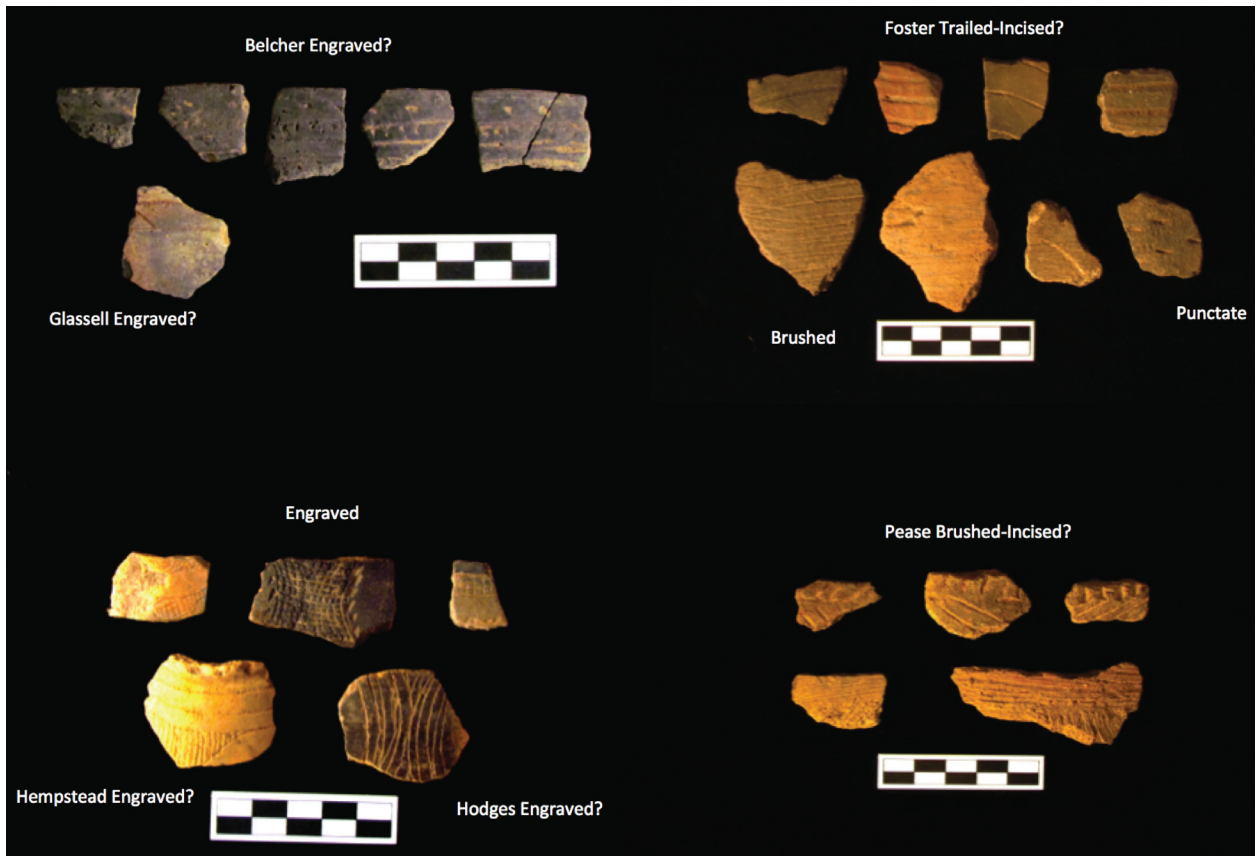 Belcher Engraved?
Foster Trailed-Incised?
Glassell Engraved?
Brushed
Punctate
Engraved
Pease Brushed-Incised?
Hempstead Engraved?
Hodges Engraved?